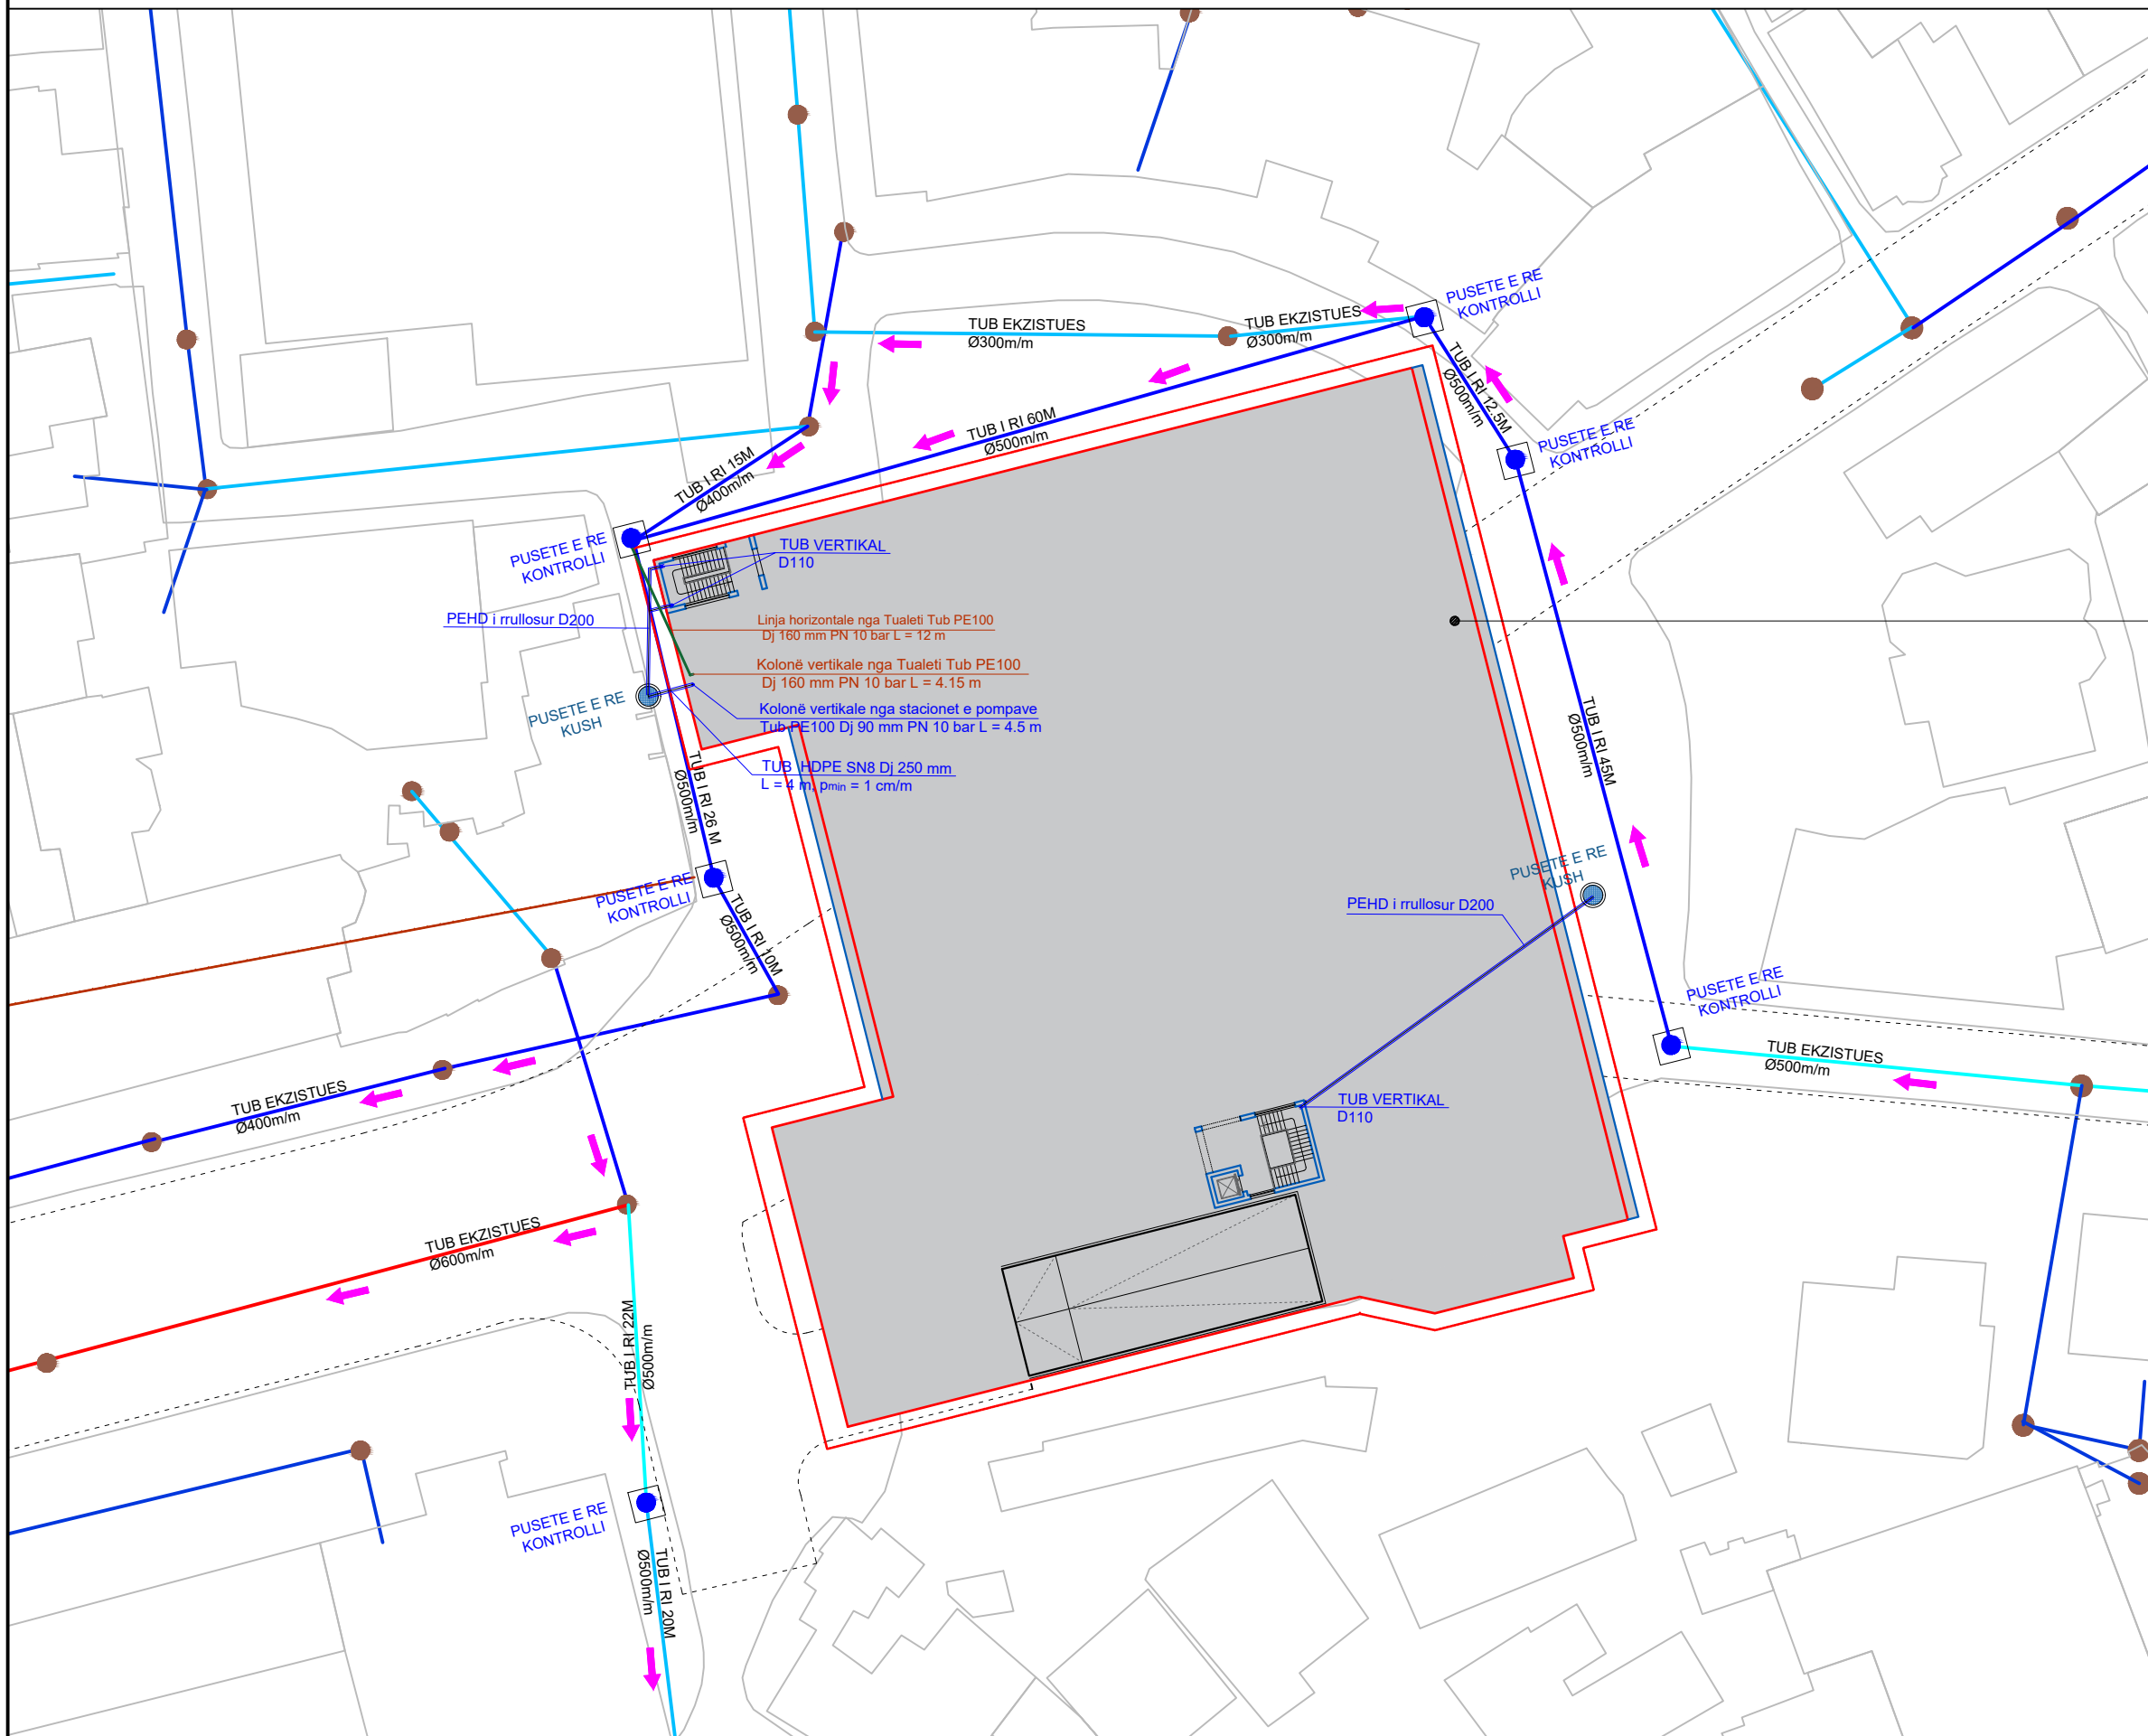 PUSETE E RE
KONTROLLI
TUB EKZISTUES
Ø300m/m
TUB EKZISTUES
Ø300m/m
TUB I RI 12.5M
Ø500m/m
PUSETE E RE
KONTROLLI
TUB I RI 60M
Ø500m/m
TUB I RI 15M
Ø400m/m
PUSETE E RE
KONTROLLI
TUB VERTIKAL
D110
PEHD i rrullosur D200
Linja horizontale nga Tualeti Tub PE100
Dj 160 mm PN 10 bar L = 12 m
Kolonë vertikale nga Tualeti Tub PE100
Dj 160 mm PN 10 bar L = 4.15 m
PUSETE E RE
KUSH
Kolonë vertikale nga stacionet e pompave
Tub PE100 Dj 90 mm PN 10 bar L = 4.5 m
TUB HDPE SN8 Dj 250 mm
L = 4 m, pmin = 1 cm/m
TUB I RI 26 M
Ø500m/m
TUB I RI 45M
Ø500m/m
PUSETE E RE
KUSH
PEHD i rrullosur D200
PUSETE E RE
KONTROLLI
TUB I RI 10M
Ø500m/m
PUSETE E RE
KONTROLLI
TUB EKZISTUES
Ø500m/m
TUB EKZISTUES
Ø400m/m
TUB VERTIKAL
D110
TUB EKZISTUES
Ø600m/m
TUB I RI 22M
Ø500m/m
PUSETE E RE
KONTROLLI
TUB I RI 20M
Ø500m/m